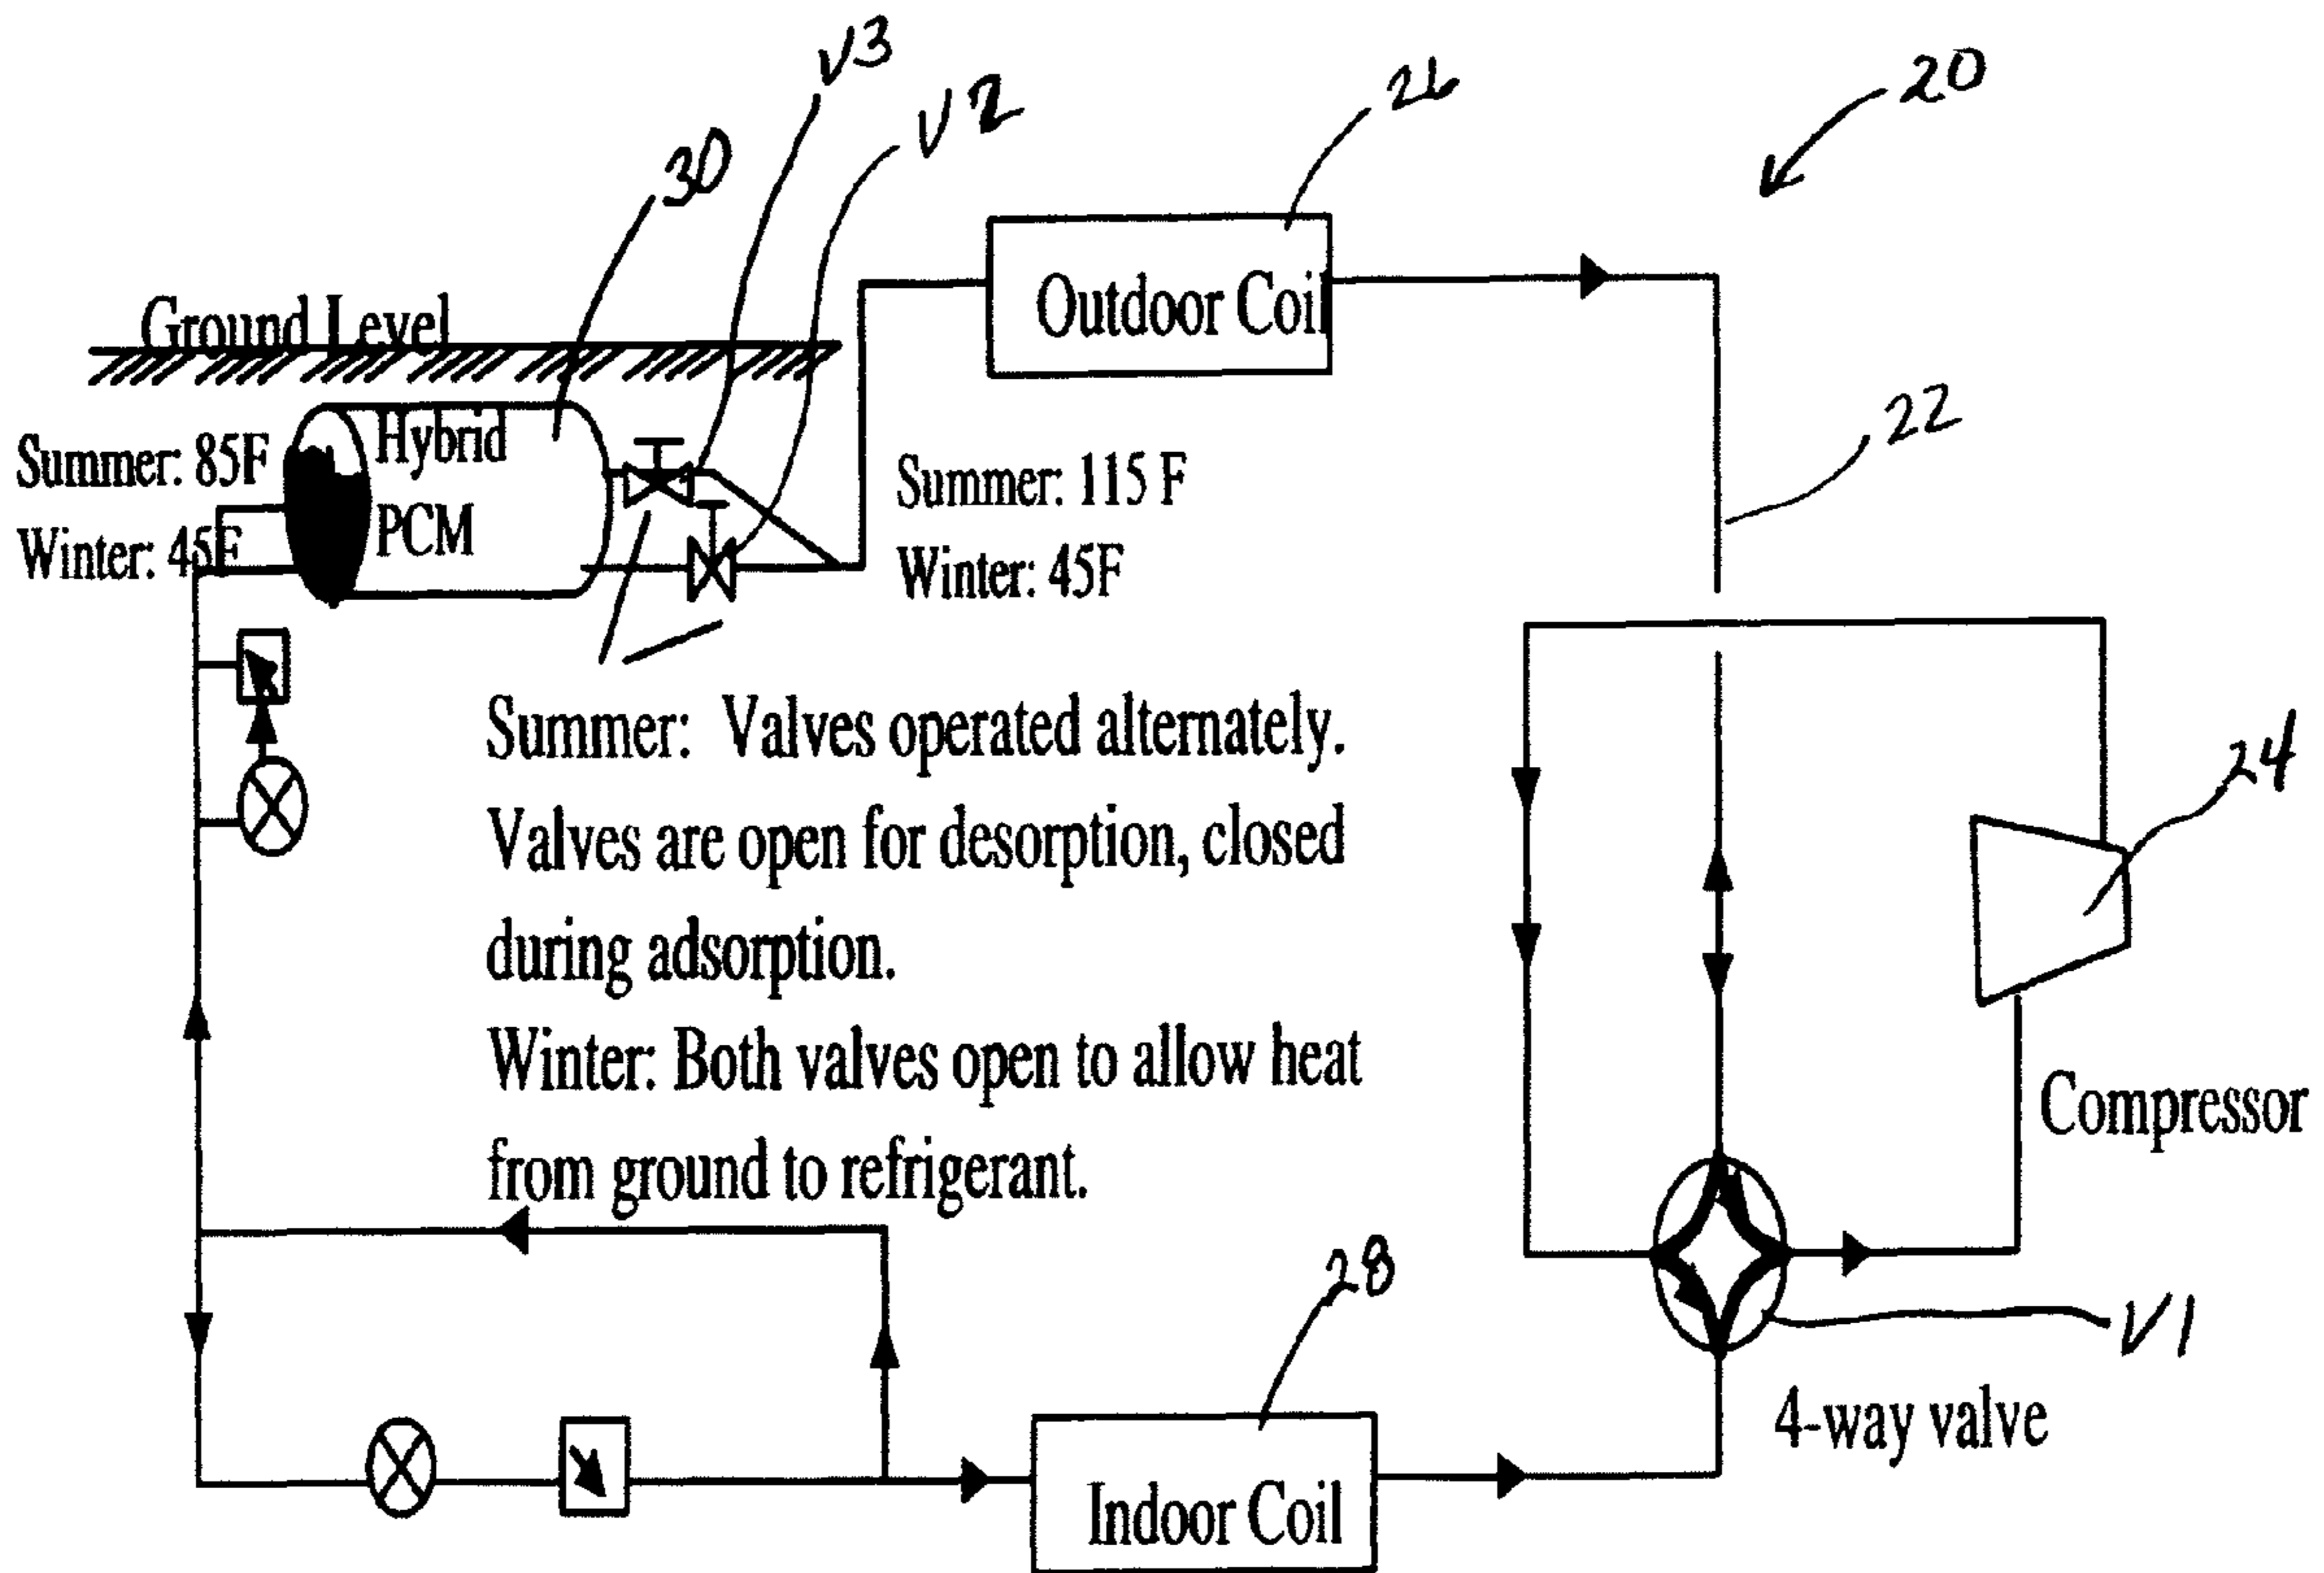 V3
V2
26
20
30
Outdoor Coil
Ground Level
22
Hybrid
PCM
Summer: 85F
Winter: 45F
Summer: 115 F
Winter: 45F
Summer: Valves operated alternately.
Valves are open for desorption, closed
during adsorption.
Winter: Both valves open to allow heat
from ground to refrigerant.
24
Compressor
28
V1
4-way valve
Indoor Coil